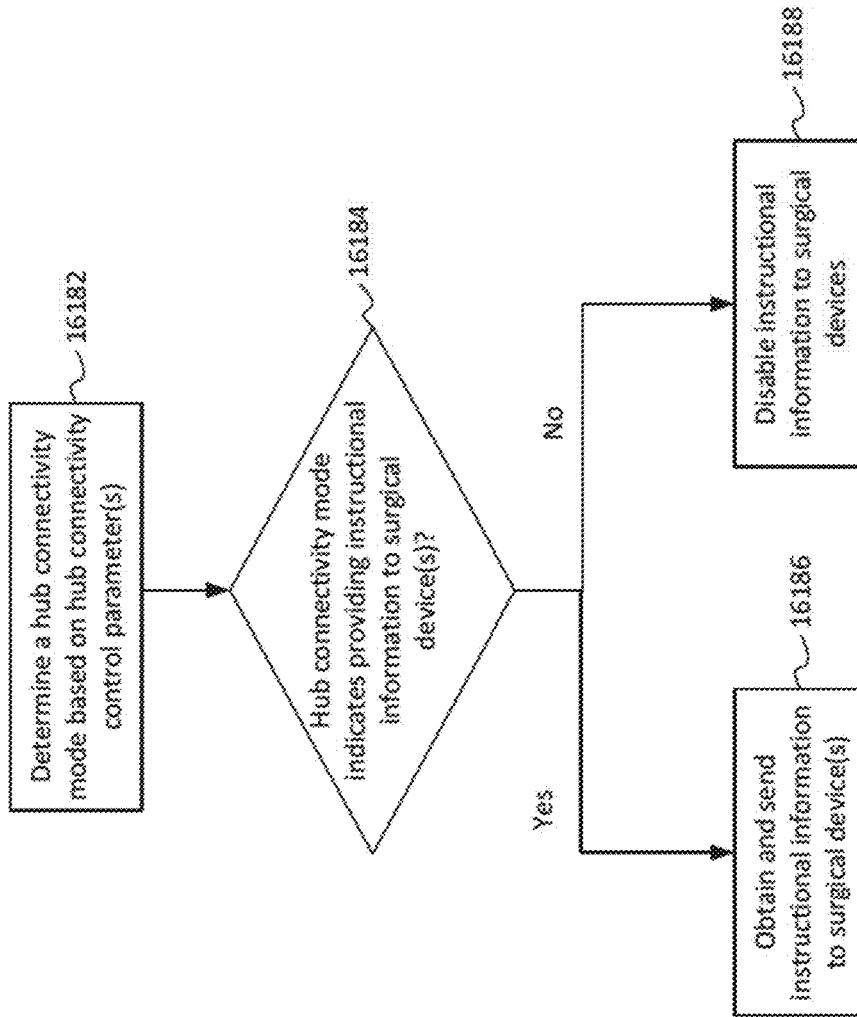 Determine a hub connectivity
mode based on hub connectivity
control parameter(s)
16182
Hub connectivity mode
indicates providing instructional
information to surgical
device(s)?
16184
Yes
No
Obtain and send
instructional information
to surgical device(s)
16186
Disable instructional
information to surgical
devices
16188